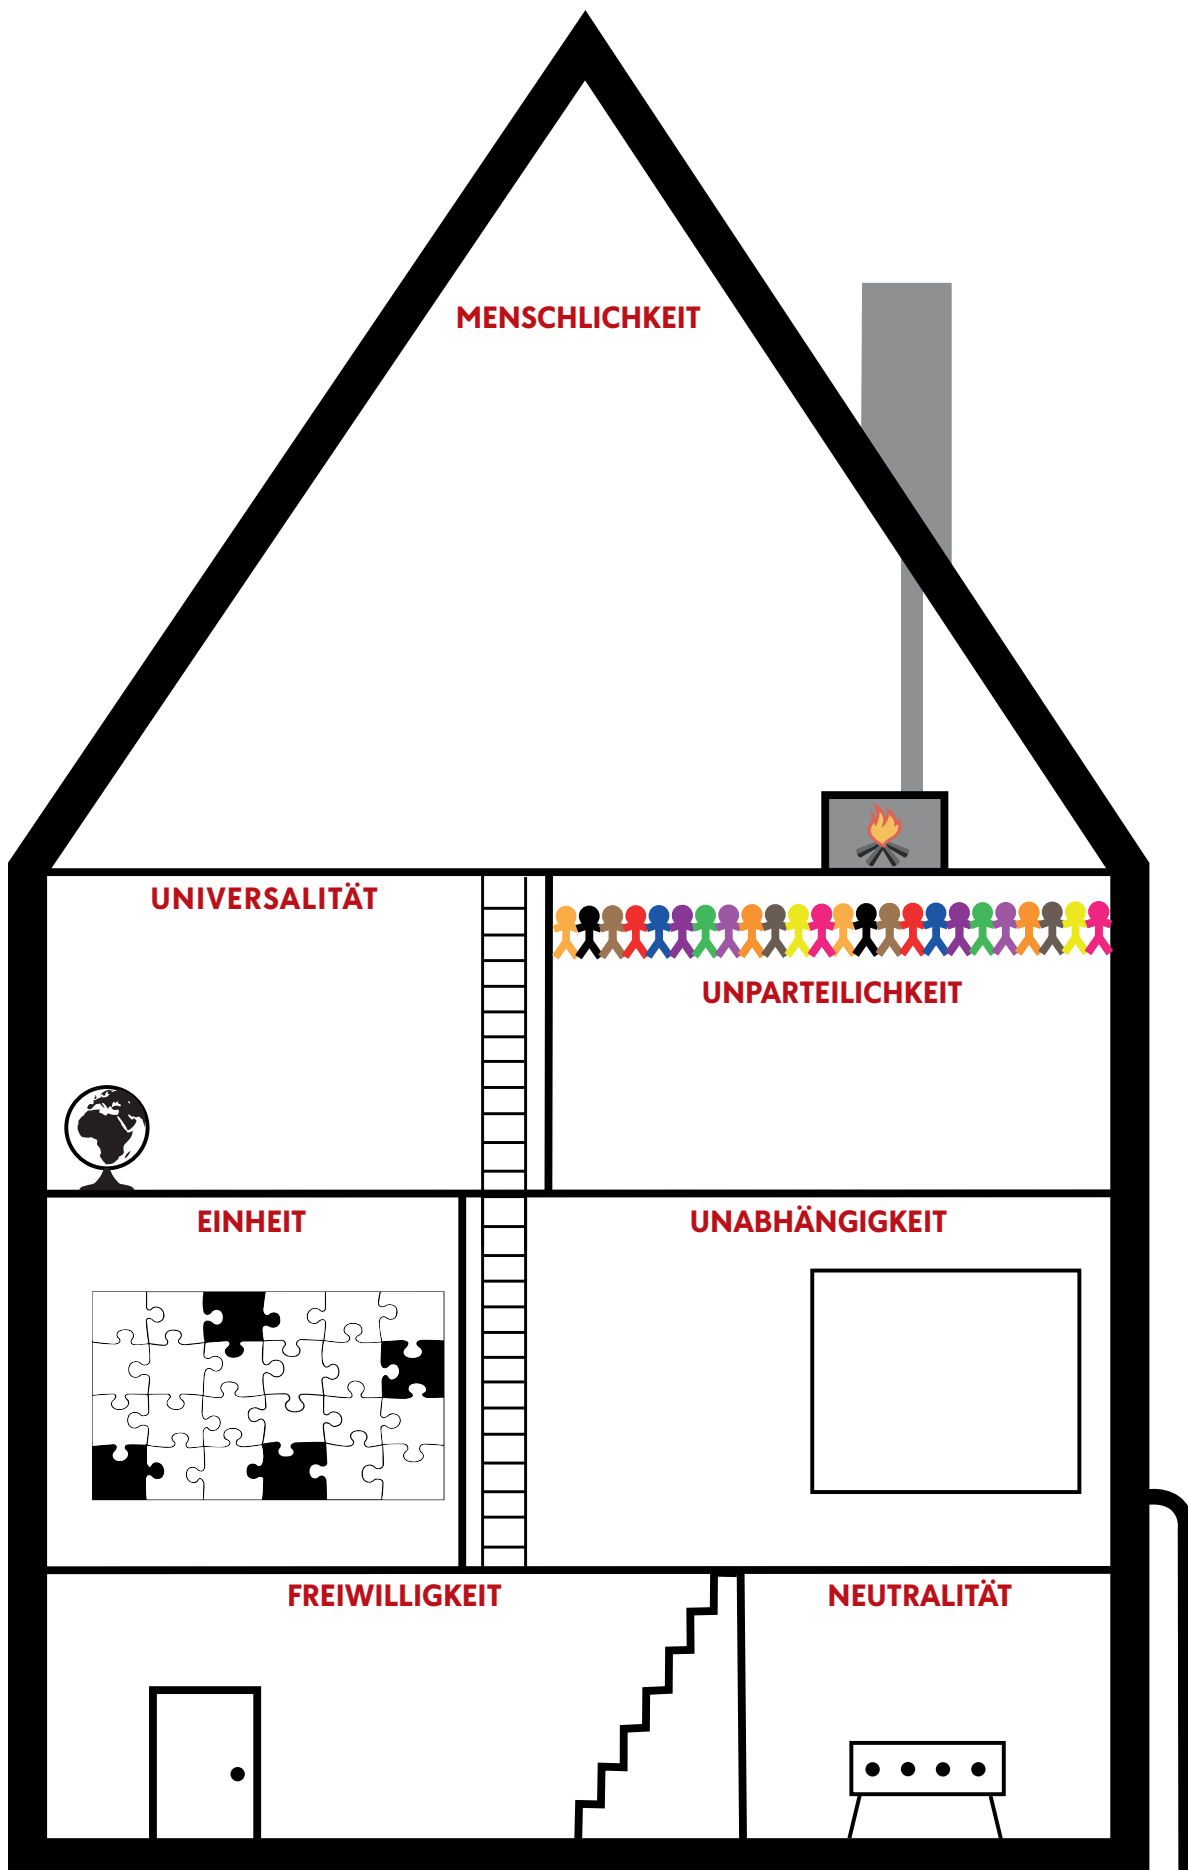 MENSCHLICHKEIT
UNIVERSALITÄT
UNPARTEILICHKEIT
EINHEIT
UNABHÄNGIGKEIT
FREIWILLIGKEIT
NEUTRALITÄT